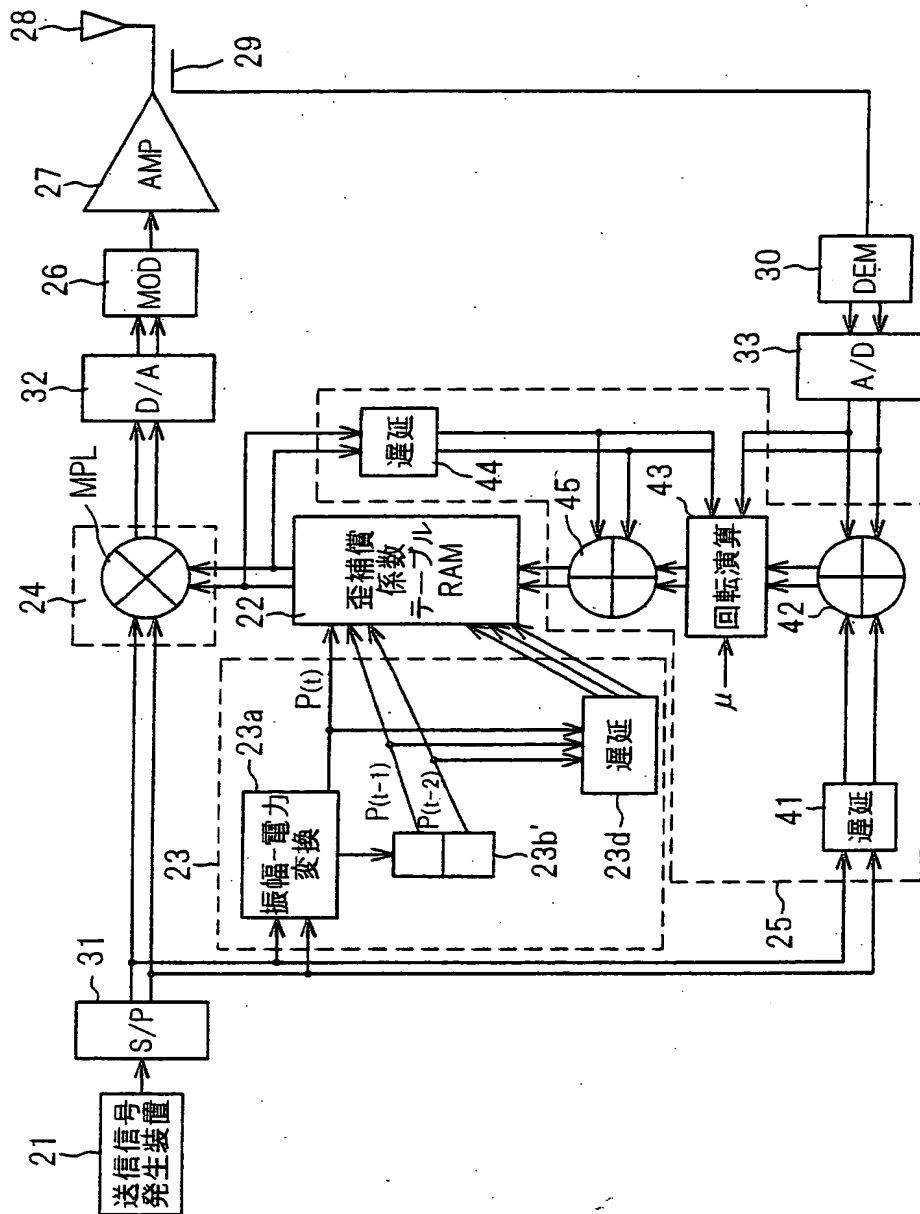 21
送信信号
発生装置
31
S/P
24
MPL
32
D/A
26
MOD
27
AMP
28
29
23
23a
振幅-電力
変換
P(t)
P(t-1)
P(t-2)
23b'
23d
遅延
22
歪補償
係数
テーブル
RAM
44
遅延
45
43
回転演算
μ
42
41
遅延
25
33
A/D
30
DEM